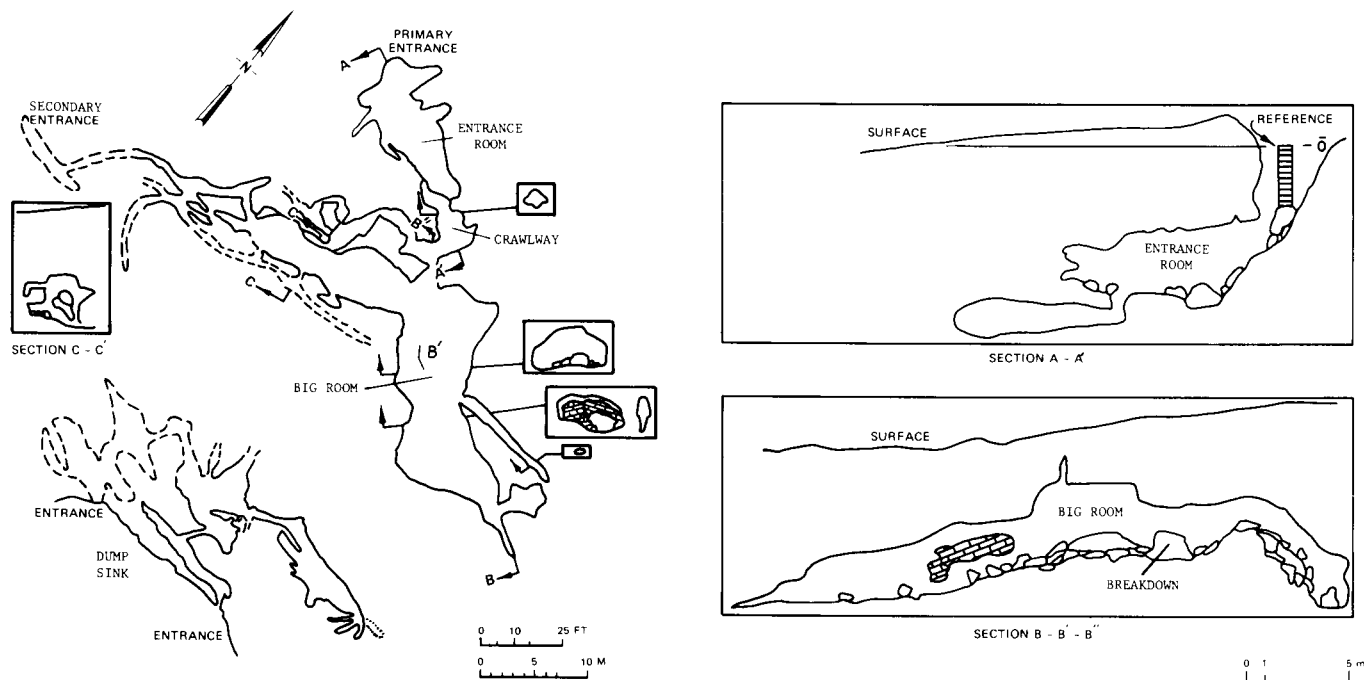 N
PRIMARY
ENTRANCE
A
SECONDARY
ENTRANCE
ENTRANCE
ROOM
C'
B"
CRAWLWAY
A'
C
SECTION C - C'
B'
BIG ROOM
ENTRANCE
DUMP
SINK
ENTRANCE
B
0 10 25 FT
0 5 10 M
SURFACE
REFERENCE
- 0
ENTRANCE
ROOM
SECTION A - A'
SURFACE
BIG ROOM
BREAKDOWN
SECTION B - B' - B"
0 1 5 m